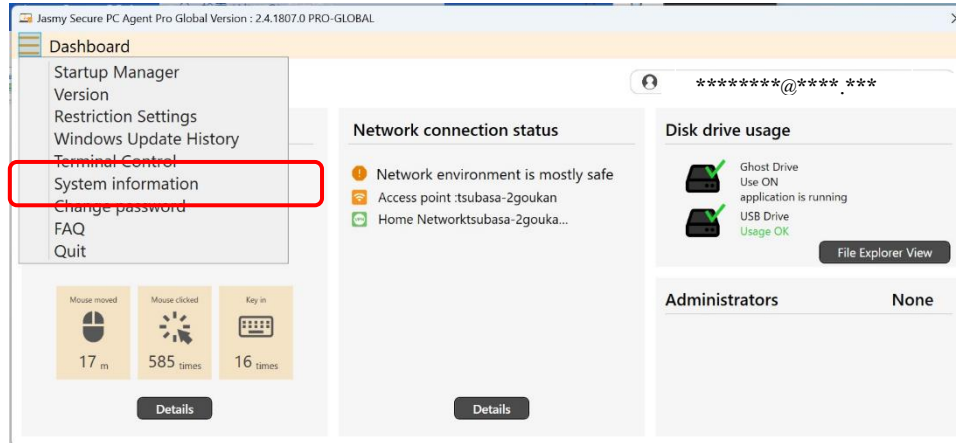 Jasmy Secure PC Agent Pro Global Version : 2.4.1807.0 PRO-GLOBAL
Dashboard
Startup Manager
Version
Restriction Settings
Windows Update History
Terminal Control
System information
Change password
FAQ
Quit
********@****.***
Network connection status
Network environment is mostly safe
Access point :tsubasa-2goukan
Home Networktsubasa-2gouka...
Disk drive usage
Ghost Drive
Use ON
application is running
USB Drive
Usage OK
File Explorer View
Mouse moved
17 m
Mouse clicked
585 times
Key in
16 times
Details
Details
Administrators None